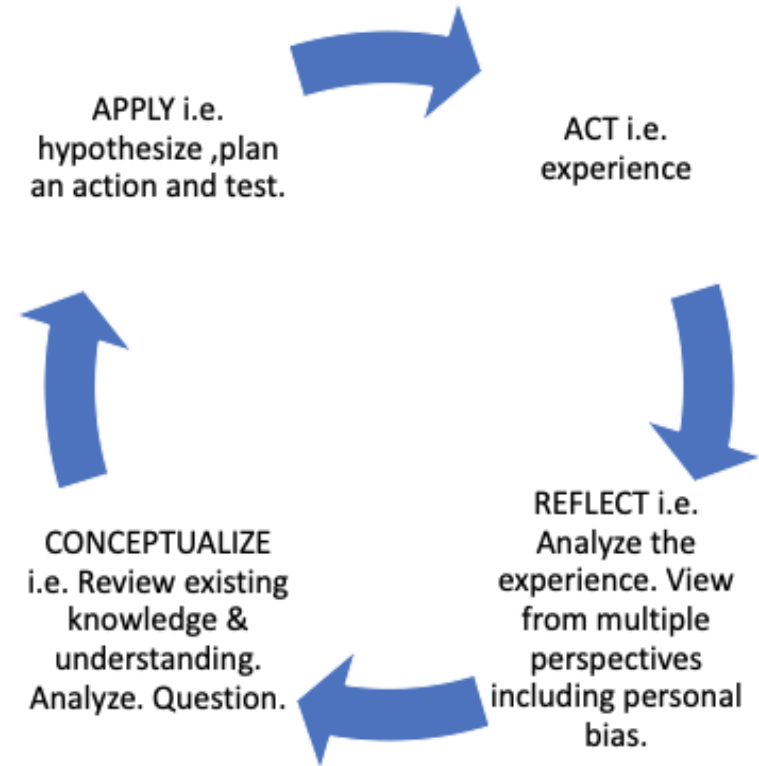 APPLY i.e.
hypothesize ,plan
an action and test.
ACT i.e.
experience
REFLECT i.e.
Analyze the
experience. View
from multiple
perspectives
including personal
bias.
CONCEPTUALIZE
i.e. Review existing
knowledge &
understanding.
Analyze. Question.